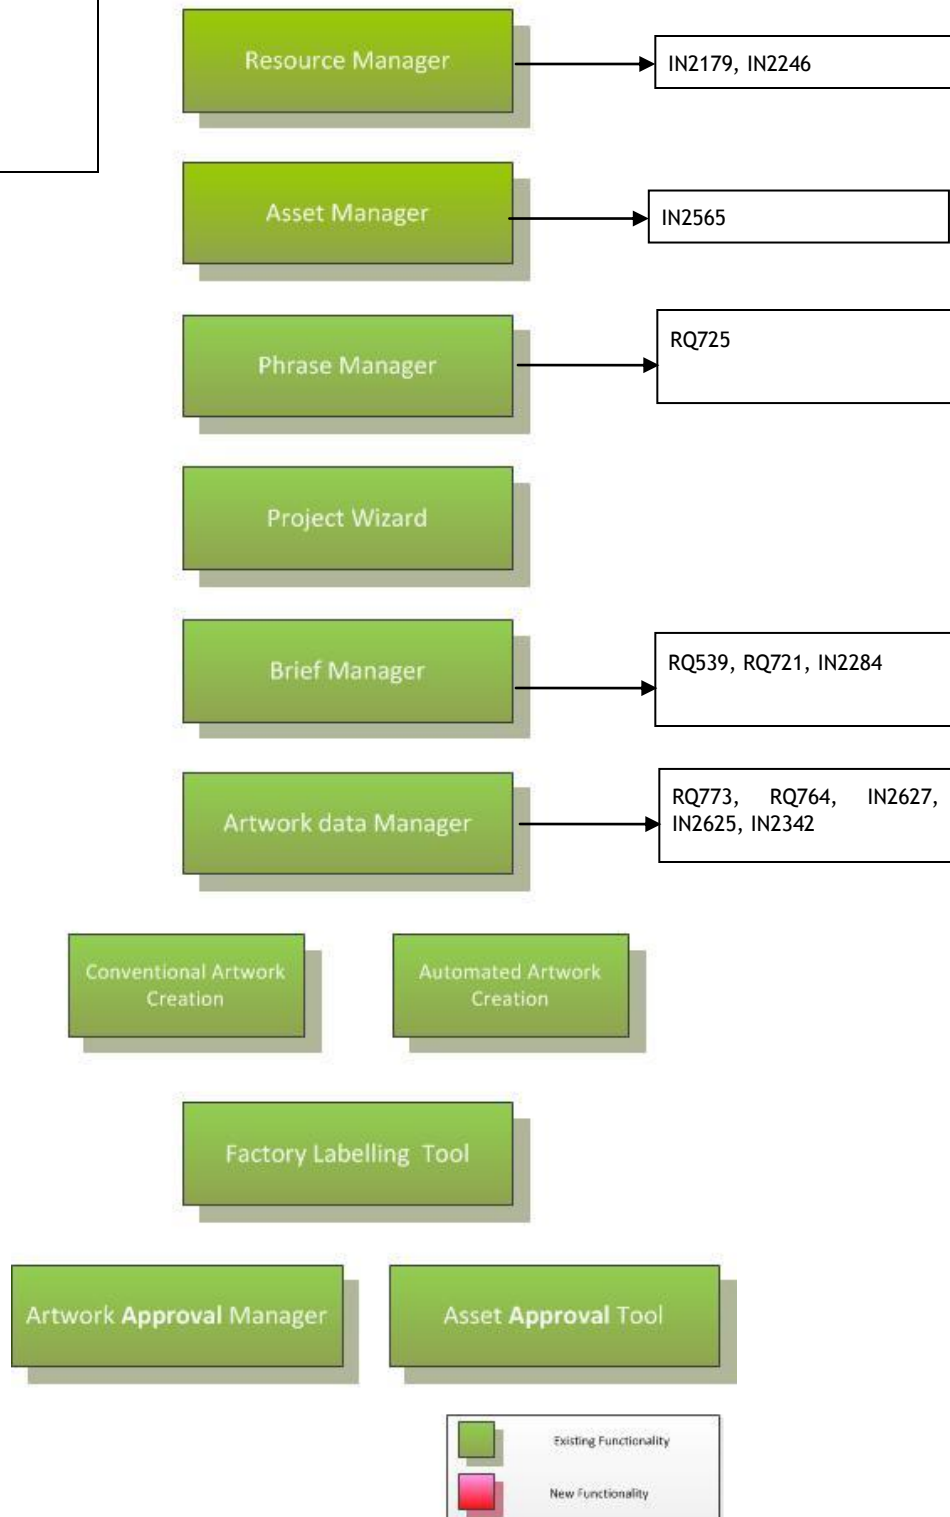 Resource Manager
IN2179, IN2246
Asset Manager
IN2565
Phrase Manager
RQ725
Project Wizard
Brief Manager
RQ539, RQ721, IN2284
Artwork data Manager
RQ773, RQ764, IN2627,
IN2625, IN2342
Conventional Artwork
Creation
Automated Artwork
Creation
Factory Labelling Tool
Artwork Approval Manager
Asset Approval Tool
Existing Functionality
New Functionality